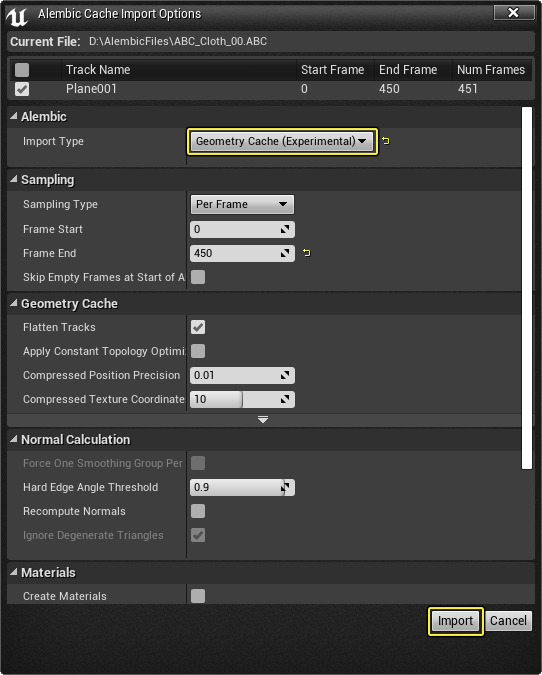 Alembic Cache Import Options
Current File: D:\AlembicFiles\ABC_Cloth_00.ABC
Track Name Start Frame End Frame Num Frames
Plane001 0 450 451
Alembic
Import Type Geometry Cache (Experimental)
Sampling
Sampling Type Per Frame
Frame Start 0
Frame End 450
Skip Empty Frames at Start of A
Geometry Cache
Flatten Tracks
Apply Constant Topology Optimi
Compressed Position Precision 0.01
Compressed Texture Coordinate 10
Normal Calculation
Force One Smoothing Group Per
Hard Edge Angle Threshold 0.9
Recompute Normals
Ignore Degenerate Triangles
Materials
Create Materials
Import Cancel